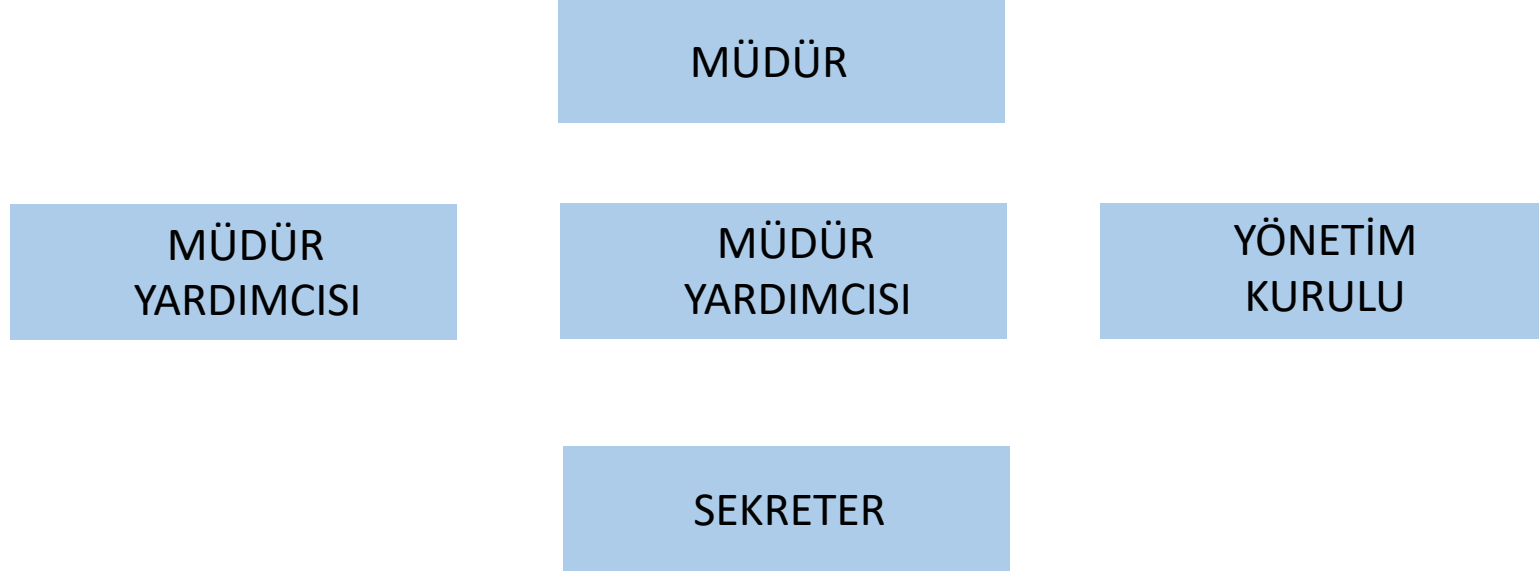 MÜDÜR
MÜDÜR
YARDIMCISI
MÜDÜR
YARDIMCISI
YÖNETİM
KURULU
SEKRETER